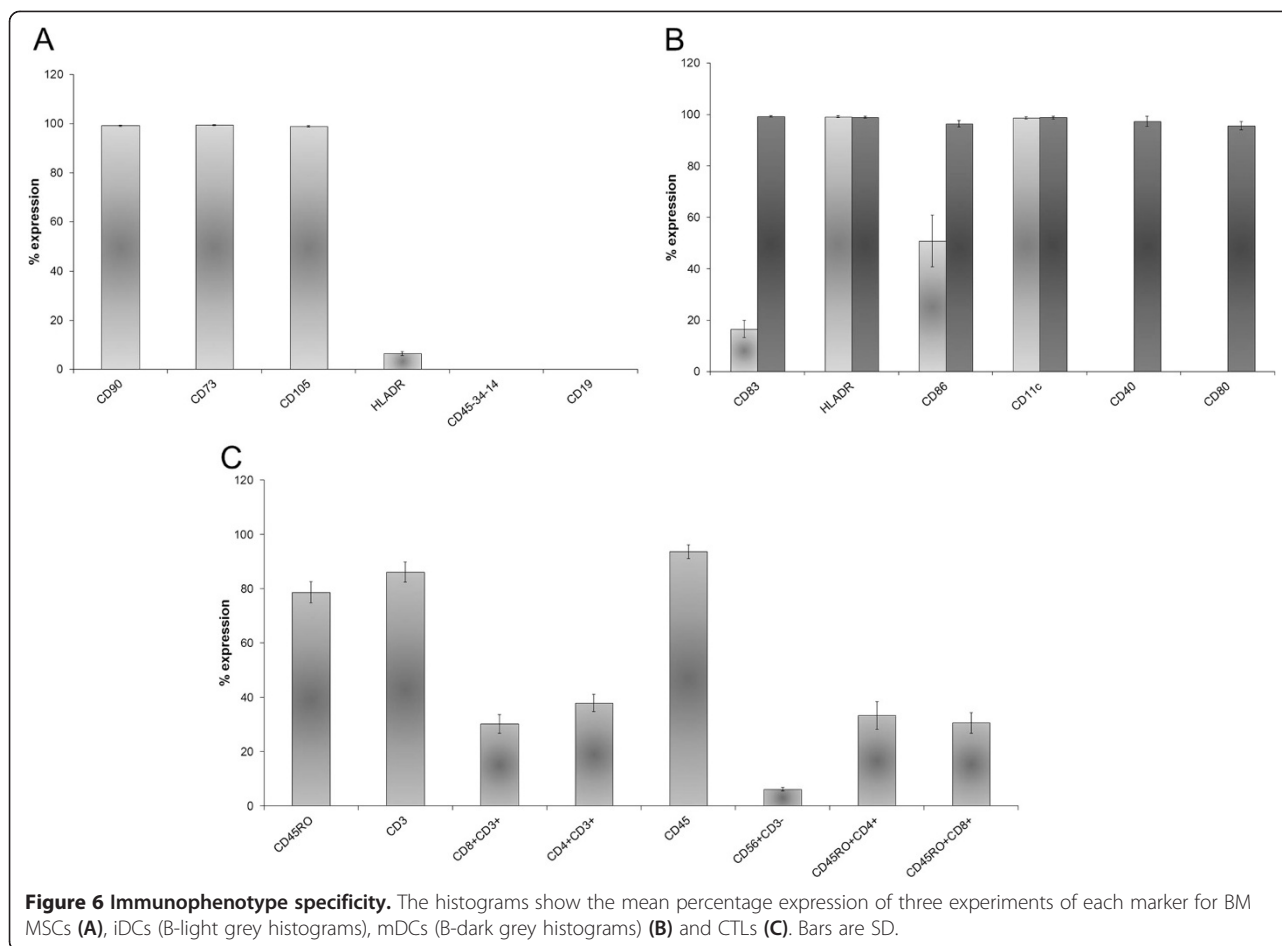 A
120
100
80
60
40
20
0
% expression
CD90
CD73
CD105
HLADR
CD45-34-14
CD19
B
120
100
80
60
40
20
0
% expression
CD83
HLADR
CD86
CD11c
CD40
CD80
C
120
100
80
60
40
20
0
% expression
CD45RO
CD3
CD8+CD3+
CD4+CD3+
CD45
CD56+CD3-
CD45RO+CD4+
CD45RO+CD8+
Figure 6 Immunophenotype specificity. The histograms show the mean percentage expression of three experiments of each marker for BM
MSCs (A), iDCs (B-light grey histograms), mDCs (B-dark grey histograms) (B) and CTLs (C). Bars are SD.